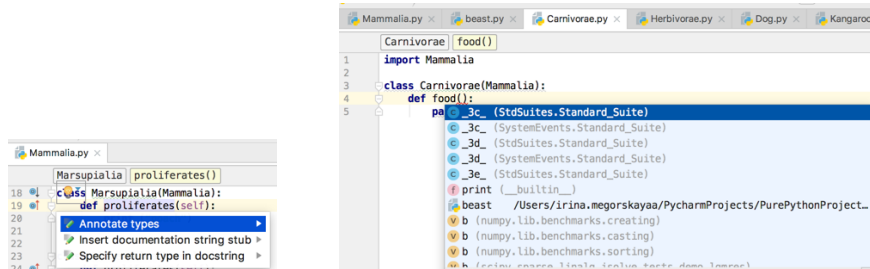 Mammalia.py
Marsupialia proliferates()
18 class Marsupialia(Mammalia):
19 def proliferates(self):
20
21 Annotate types
22 Insert documentation string stub
23 Specify return type in docstring
24
Mammalia.py beast.py Carnivorae.py Herbivorae.py Dog.py Kangaroo
Carnivorae food()
1 import Mammalia
2
3 class Carnivorae(Mammalia):
4 def food():
5 pa
c _3c_ (StdSuites.Standard_Suite)
c _3c_ (SystemEvents.Standard_Suite)
c _3d_ (StdSuites.Standard_Suite)
c _3d_ (SystemEvents.Standard_Suite)
c _3e_ (StdSuites.Standard_Suite)
f print (__builtin__)
beast /Users/irina.megorskayaa/PycharmProjects/PurePythonProject…
V b (numpy.lib.benchmarks.creating)
V b (numpy.lib.benchmarks.casting)
V b (numpy.lib.benchmarks.sorting)